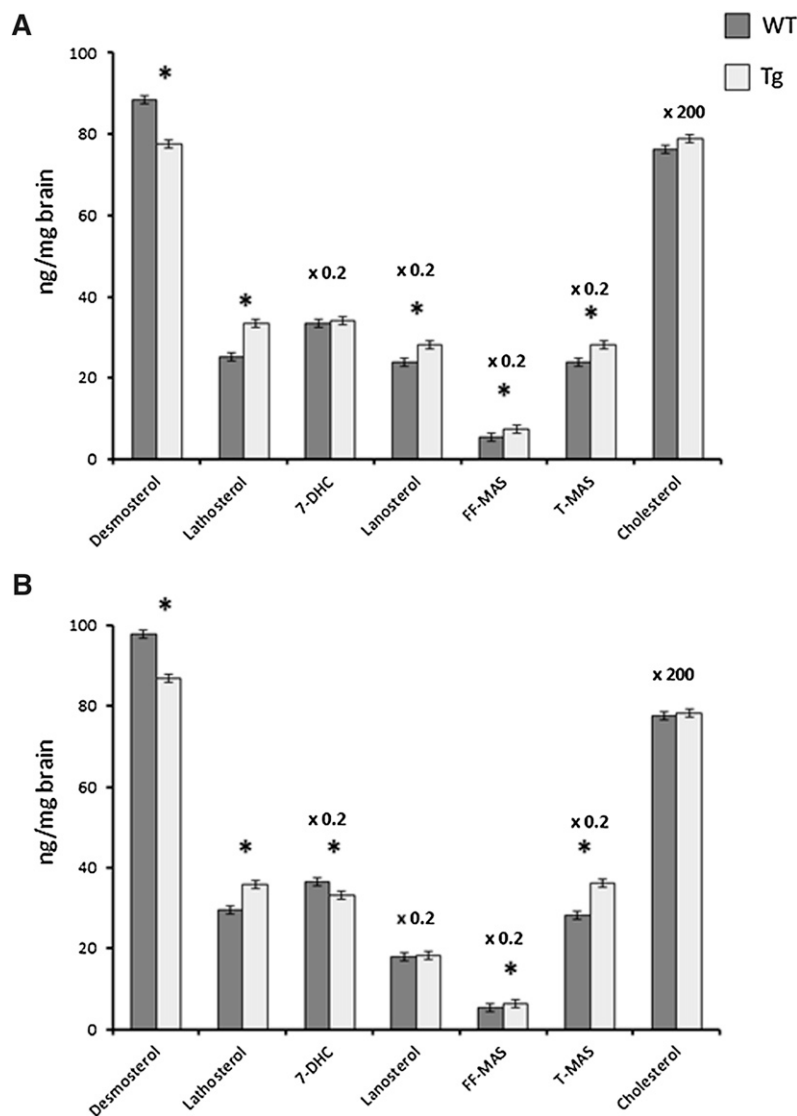 A
WT
Tg
ng/mg brain
100
80
60
40
20
0
*
*
x 0.2
x 0.2
*
x 0.2
*
x 0.2
*
x 200
Desmosterol
Lathosterol
7-DHC
Lanosterol
FF-MAS
T-MAS
Cholesterol
B
ng/mg brain
100
80
60
40
20
0
*
*
x 0.2
*
x 0.2
x 0.2
*
x 0.2
*
x 200
Desmosterol
Lathosterol
7-DHC
Lanosterol
FF-MAS
T-MAS
Cholesterol